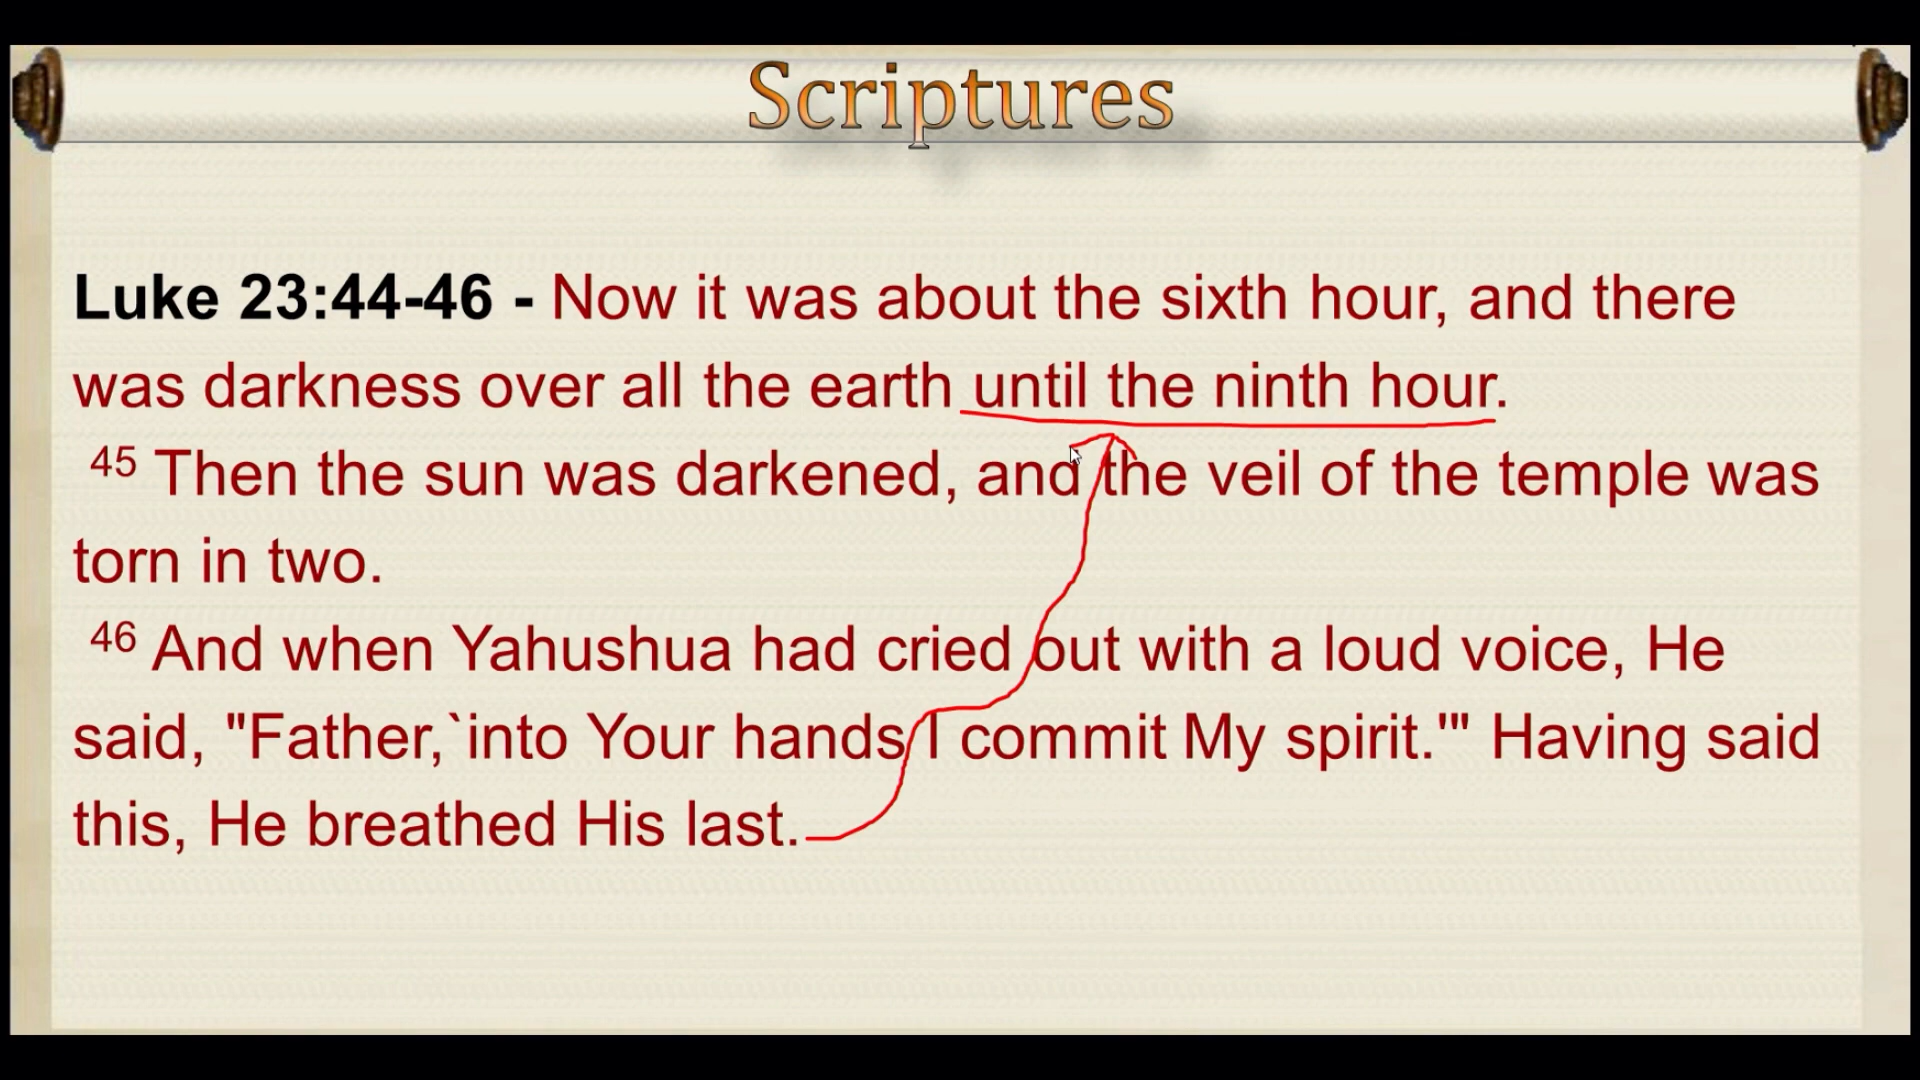 Scriptures
Luke 23:44-46 - Now it was about the sixth hour, and there
was darkness over all the earth until the ninth hour.
45 Then the sun was darkened, and the veil of the temple was
torn in two.
46 And when Yahushua had cried out with a loud voice, He
said, "Father,`into Your hands I commit My spirit.'" Having said
this, He breathed His last.